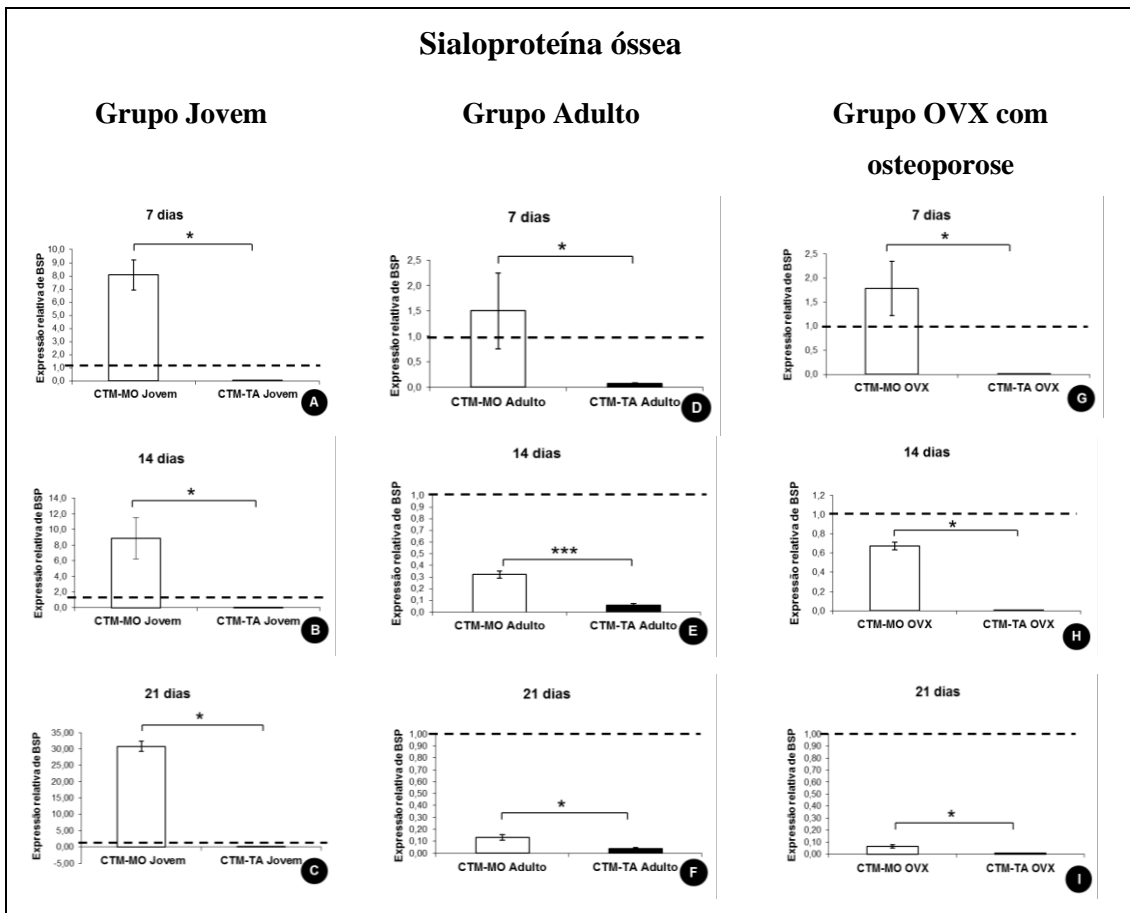 Sialoproteína óssea
Grupo Jovem
Grupo Adulto
Grupo OVX com
osteoporose
7 dias
Expressão relativa de BSP
10,0
9,0
8,0
7,0
6,0
5,0
4,0
3,0
2,0
1,0
0,0
*
CTM-MO Jovem
CTM-TA Jovem
A
7 dias
Expressão relativa de BSP
2,5
2,0
1,5
1,0
0,5
0,0
*
CTM-MO Adulto
CTM-TA Adulto
D
7 dias
Expressão relativa de BSP
2,5
2,0
1,5
1,0
0,5
0,0
*
CTM-MO OVX
CTM-TA OVX
G
14 dias
Expressão relativa de BSP
14,0
12,0
10,0
8,0
6,0
4,0
2,0
0,0
*
CTM-MO Jovem
CTM-TA Jovem
B
14 dias
Expressão relativa de BSP
1,0
0,9
0,8
0,7
0,6
0,5
0,4
0,3
0,2
0,1
0,0
***
CTM-MO Adulto
CTM-TA Adulto
E
14 dias
Expressão relativa de BSP
1,2
1,0
0,8
0,6
0,4
0,2
0,0
*
CTM-MO OVX
CTM-TA OVX
H
21 dias
Expressão relativa de BSP
35,00
30,00
25,00
20,00
15,00
10,00
5,00
0,00
-5,00
*
CTM-MO Jovem
CTM-TA Jovem
C
21 dias
Expressão relativa de BSP
1,00
0,90
0,80
0,70
0,60
0,50
0,40
0,30
0,20
0,10
0,00
*
CTM-MO Adulto
CTM-TA Adulto
F
21 dias
Expressão relativa de BSP
1,00
0,90
0,80
0,70
0,60
0,50
0,40
0,30
0,20
0,10
0,00
*
CTM-MO OVX
CTM-TA OVX
I